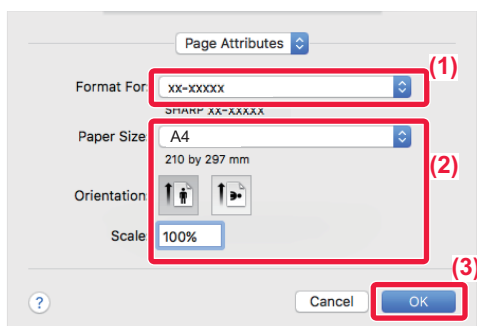 Page Attributes
(1)
Format For: xx-xxxxx
SHARP xx-xxxxx
Paper Size: A4
210 by 297 mm
(2)
Orientation:
Scale: 100%
(3)
? Cancel OK